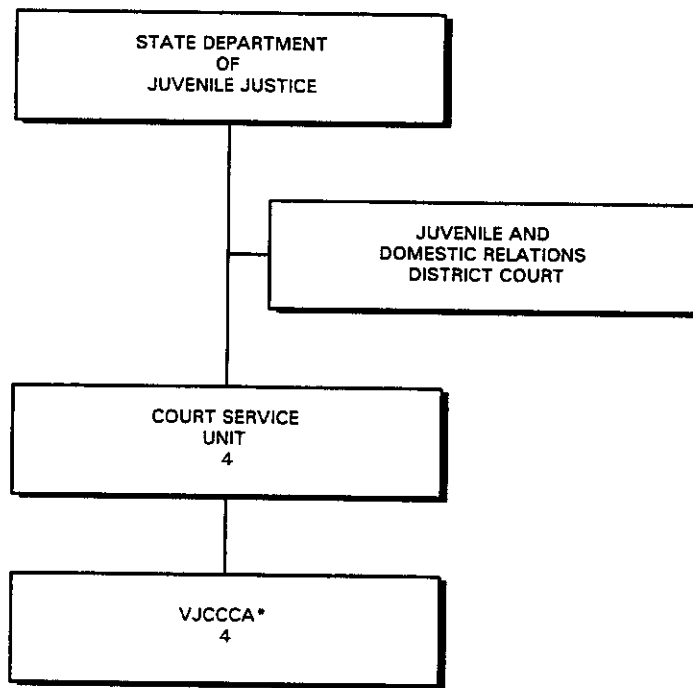 STATE DEPARTMENT
OF
JUVENILE JUSTICE
JUVENILE AND
DOMESTIC RELATIONS
DISTRICT COURT
COURT SERVICE
UNIT
4
VJCCCA*
4